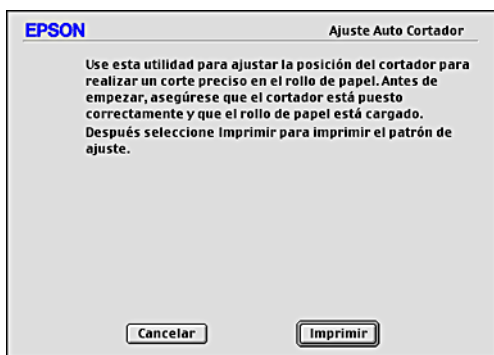 EPSON Ajuste Auto Cortador
Use esta utilidad para ajustar la posición del cortador para
realizar un corte preciso en el rollo de papel. Antes de
empezar, asegúrese que el cortador está puesto
correctamente y que el rollo de papel está cargado.
Después seleccione Imprimir para imprimir el patrón de
ajuste.
Cancelar Imprimir